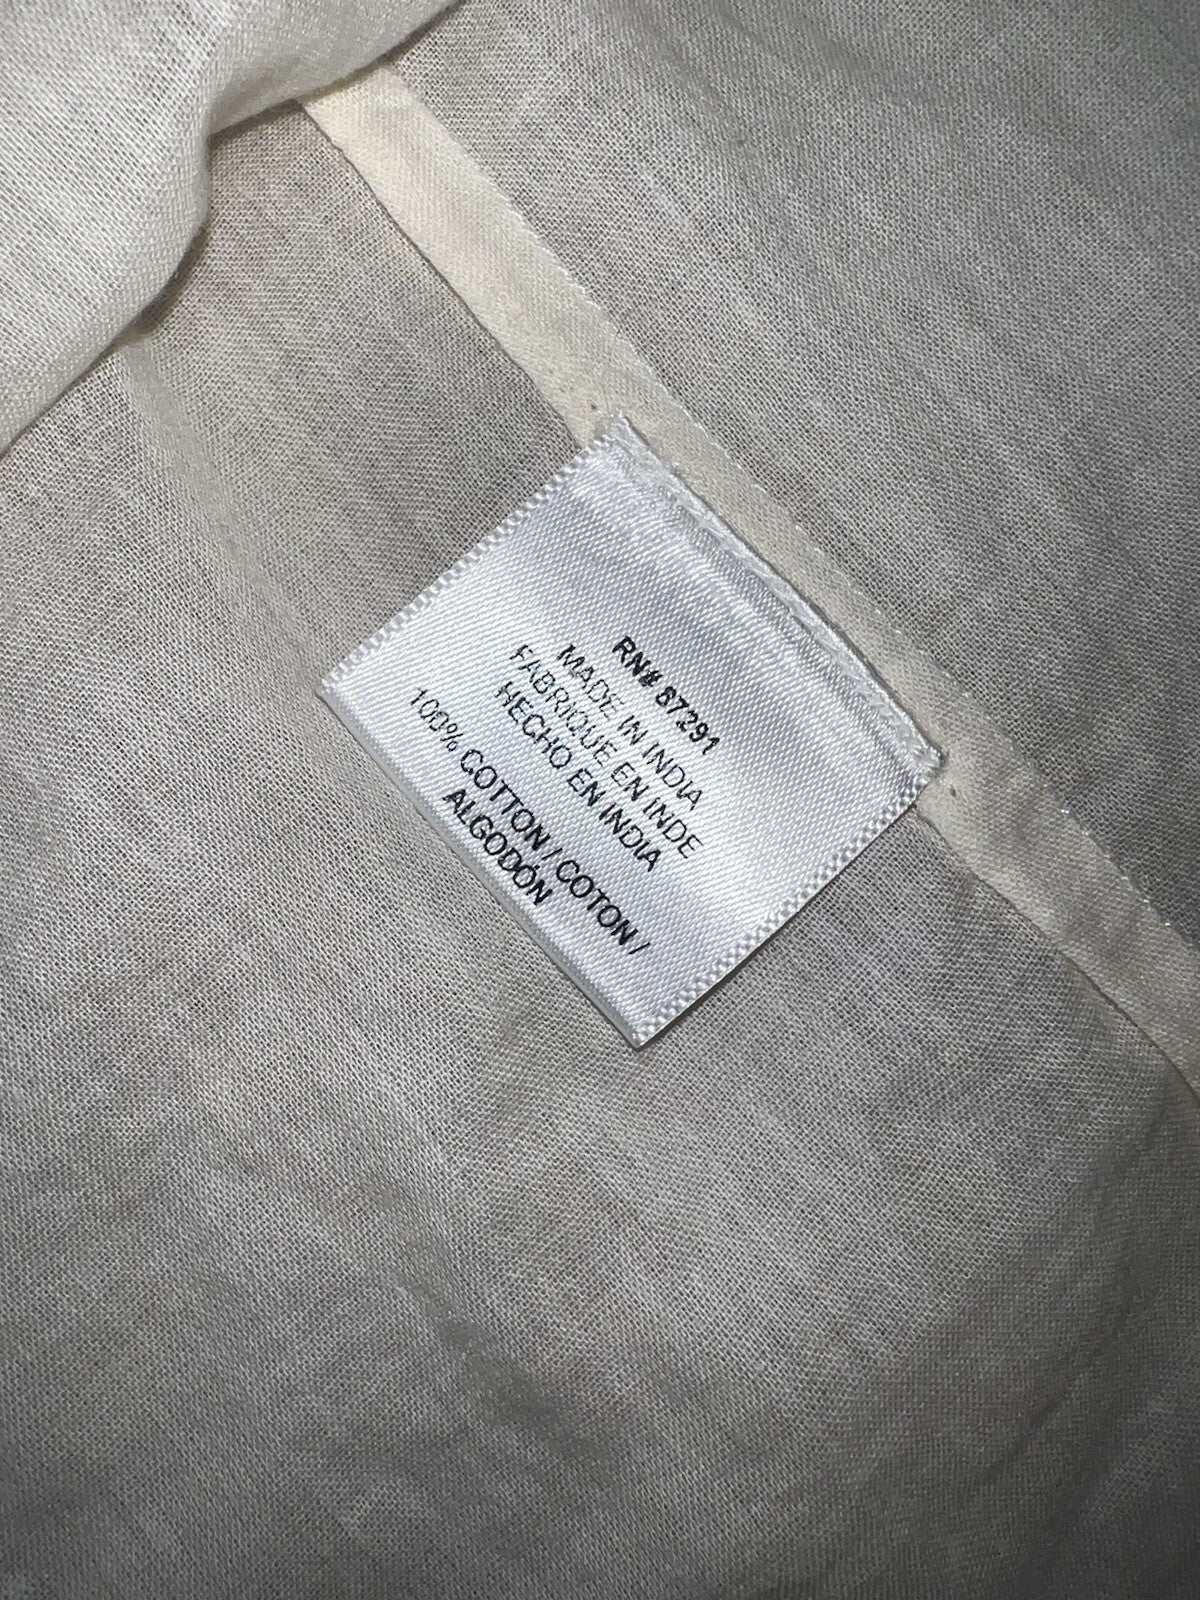 RN# 87291
MADE IN INDIA
FABRIQUE EN INDE
HECHO EN INDIA
100% COTTON / COTON /
ALGODÓN